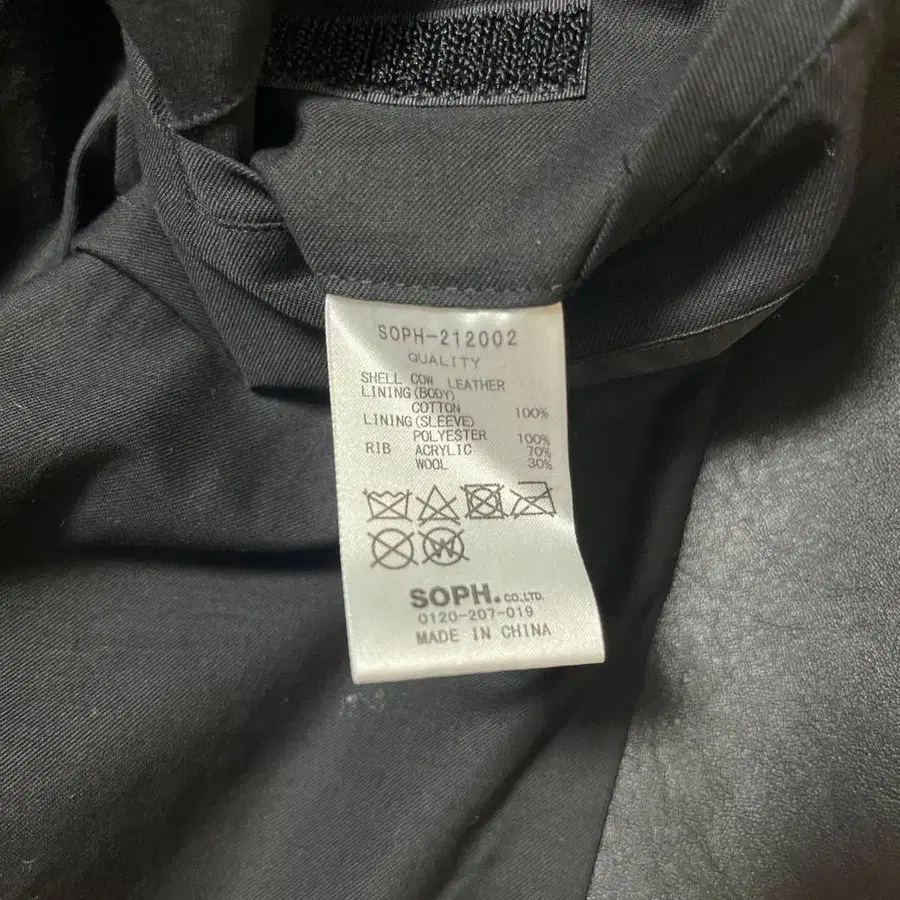 SOPH-212002
QUALITY
SHELL COW LEATHER
LINING(BODY)
COTTON 100%
LINING(SLEEVE)
POLYESTER 100%
RIB ACRYLIC 70%
WOOL 30%
W
SOPH. CO.,LTD.
0120-207-019
MADE IN CHINA